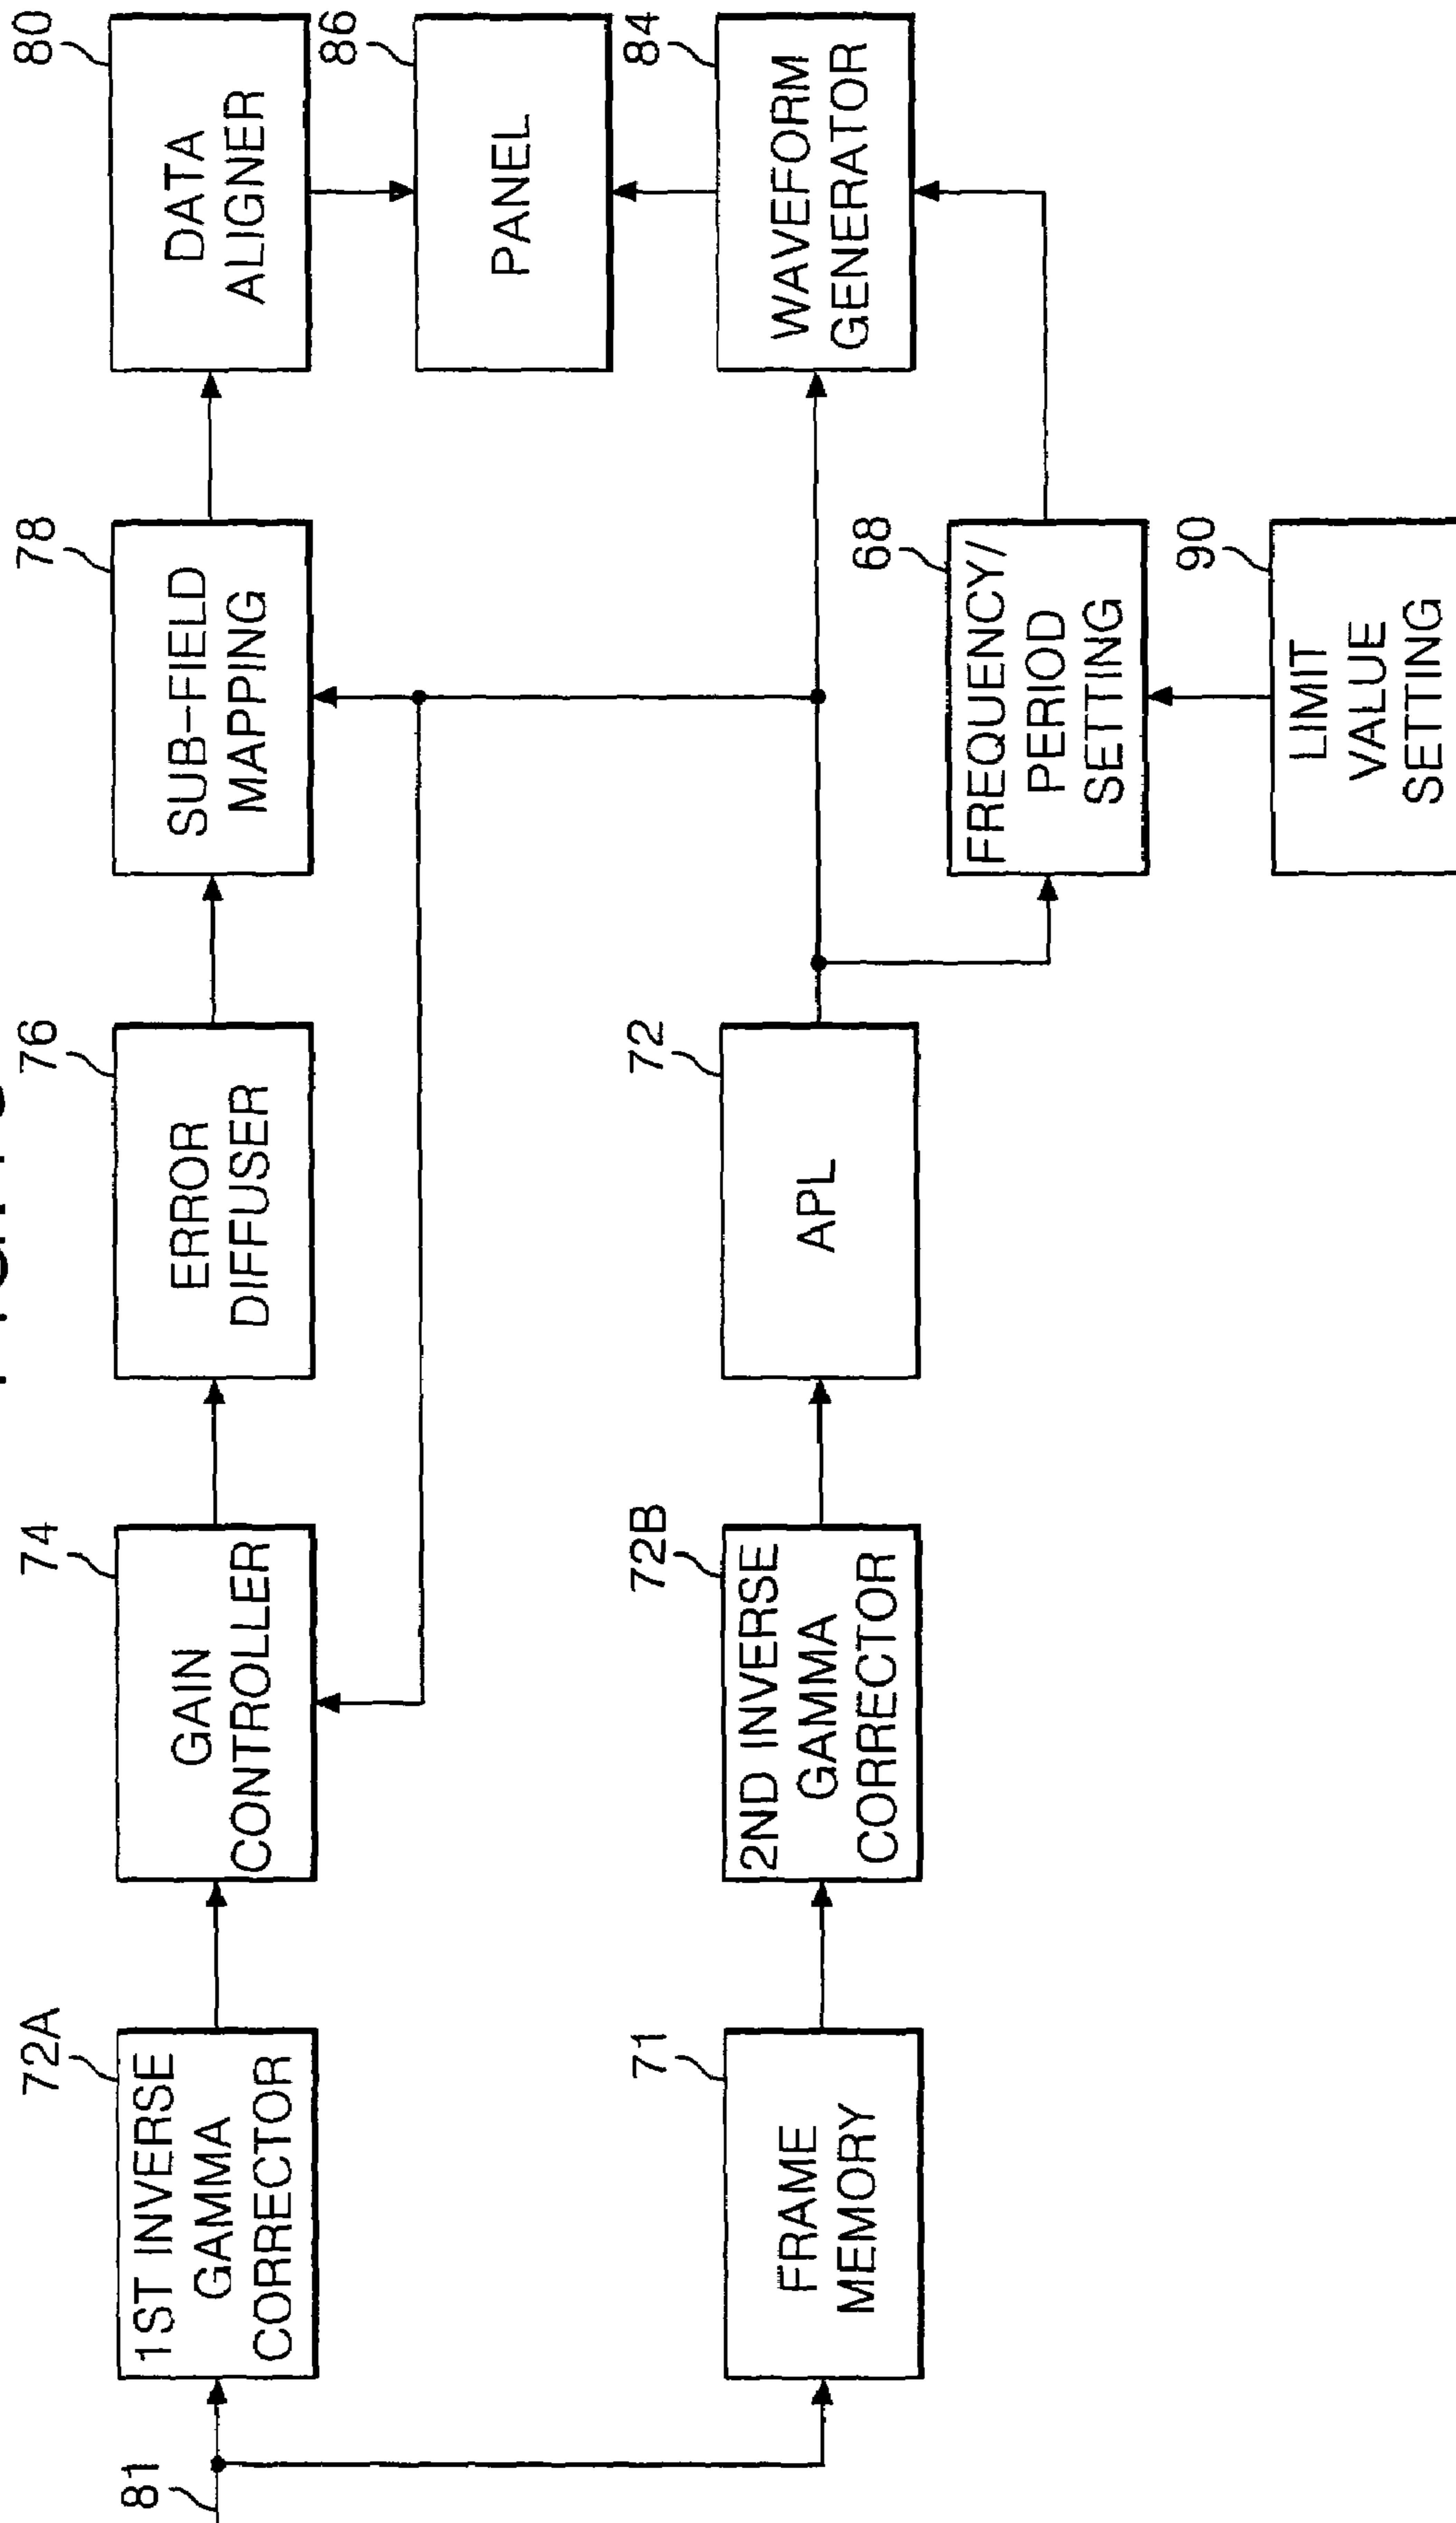 81
72A
1ST INVERSE
GAMMA
CORRECTOR
74
GAIN
CONTROLLER
76
ERROR
DIFFUSER
78
SUB-FIELD
MAPPING
80
DATA
ALIGNER
86
PANEL
71
FRAME
MEMORY
72B
2ND INVERSE
GAMMA
CORRECTOR
72
APL
84
WAVEFORM
GENERATOR
68
FREQUENCY/
PERIOD
SETTING
90
LIMIT
VALUE
SETTING